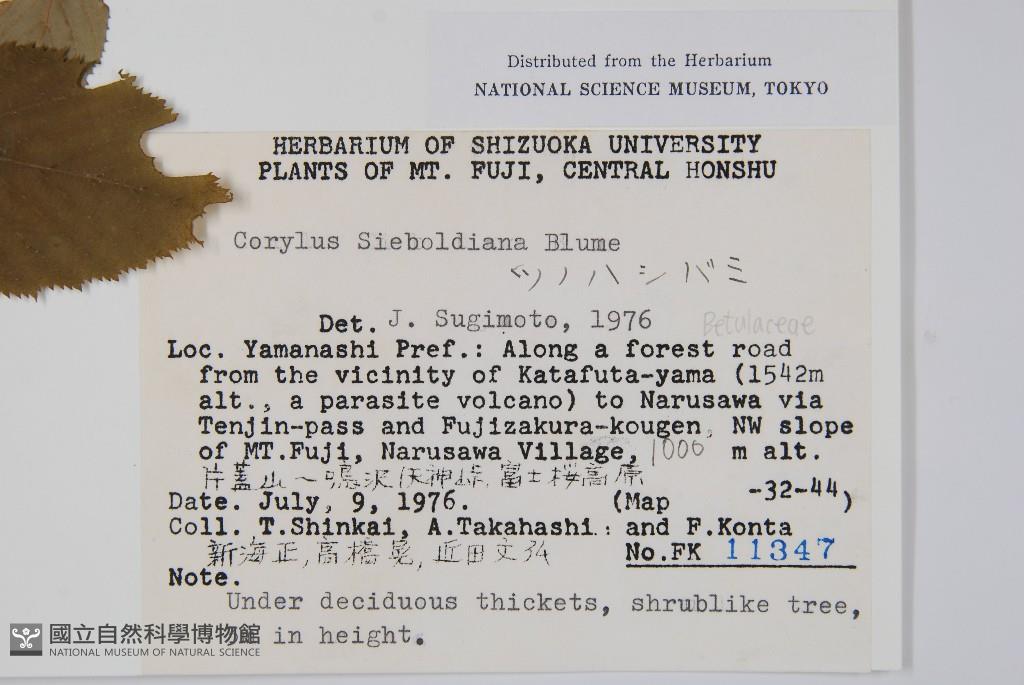 Distributed from the Herbarium
NATIONAL SCIENCE MUSEUM, TOKYO
HERBARIUM OF SHIZUOKA UNIVERSITY
PLANTS OF MT. FUJI, CENTRAL HONSHU
Corylus Sieboldiana Blume
ツノハシバミ
Det. J. Sugimoto, 1976
Betulaceae
Loc. Yamanashi Pref.: Along a forest road
from the vicinity of Katafuta-yama (1542m
alt., a parasite volcano) to Narusawa via
Tenjin-pass and Fujizakura-kougen, NW slope
of MT.Fuji, Narusawa Village, 1000 m alt.
片蓋山〜鳴沢 天神峠, 富士桜高原
Date. July, 9, 1976. (Map -32-44)
Coll. T.Shinkai, A.Takahashi: and F.Konta
新海正, 高橋晃, 近田文弘
No.FK 11347
Note.
Under deciduous thickets, shrublike tree,
in height.
國立自然科學博物館
NATIONAL MUSEUM OF NATURAL SCIENCE